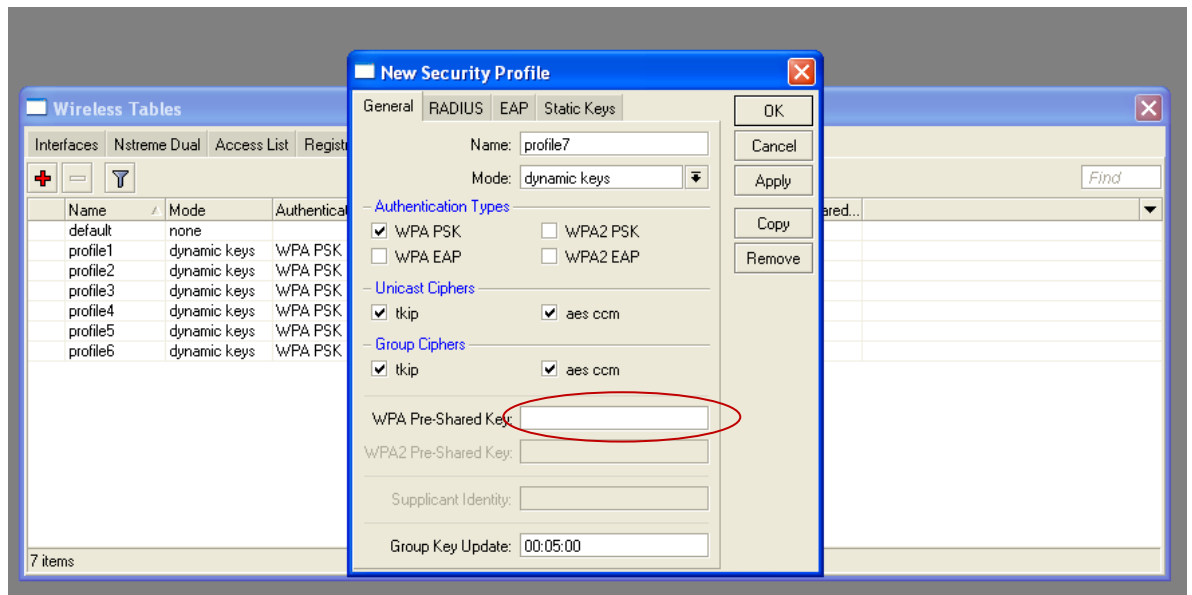 New Security Profile
Wireless Tables
General RADIUS EAP Static Keys
OK
Interfaces Nstreme Dual Access List
Name: profile7
Cancel
Mode: dynamic keys
Apply
Find
Authentication Types
Name Mode
WPA PSK WPA2 PSK
Copy
default none
WPA EAP WPA2 EAP
Remove
profile1 dynamic keys WPA PSK
profile2 dynamic keys WPA PSK
profile3 dynamic keys WPA PSK
profile4 dynamic keys WPA PSK
profile5 dynamic keys WPA PSK
profile6 dynamic keys WPA PSK
Unicast Ciphers
tkip aes ccm
Group Ciphers
tkip aes ccm
WPA Pre-Shared Key:
WPA2 Pre-Shared Key:
Supplicant Identity:
Group Key Update: 00:05:00
7 items